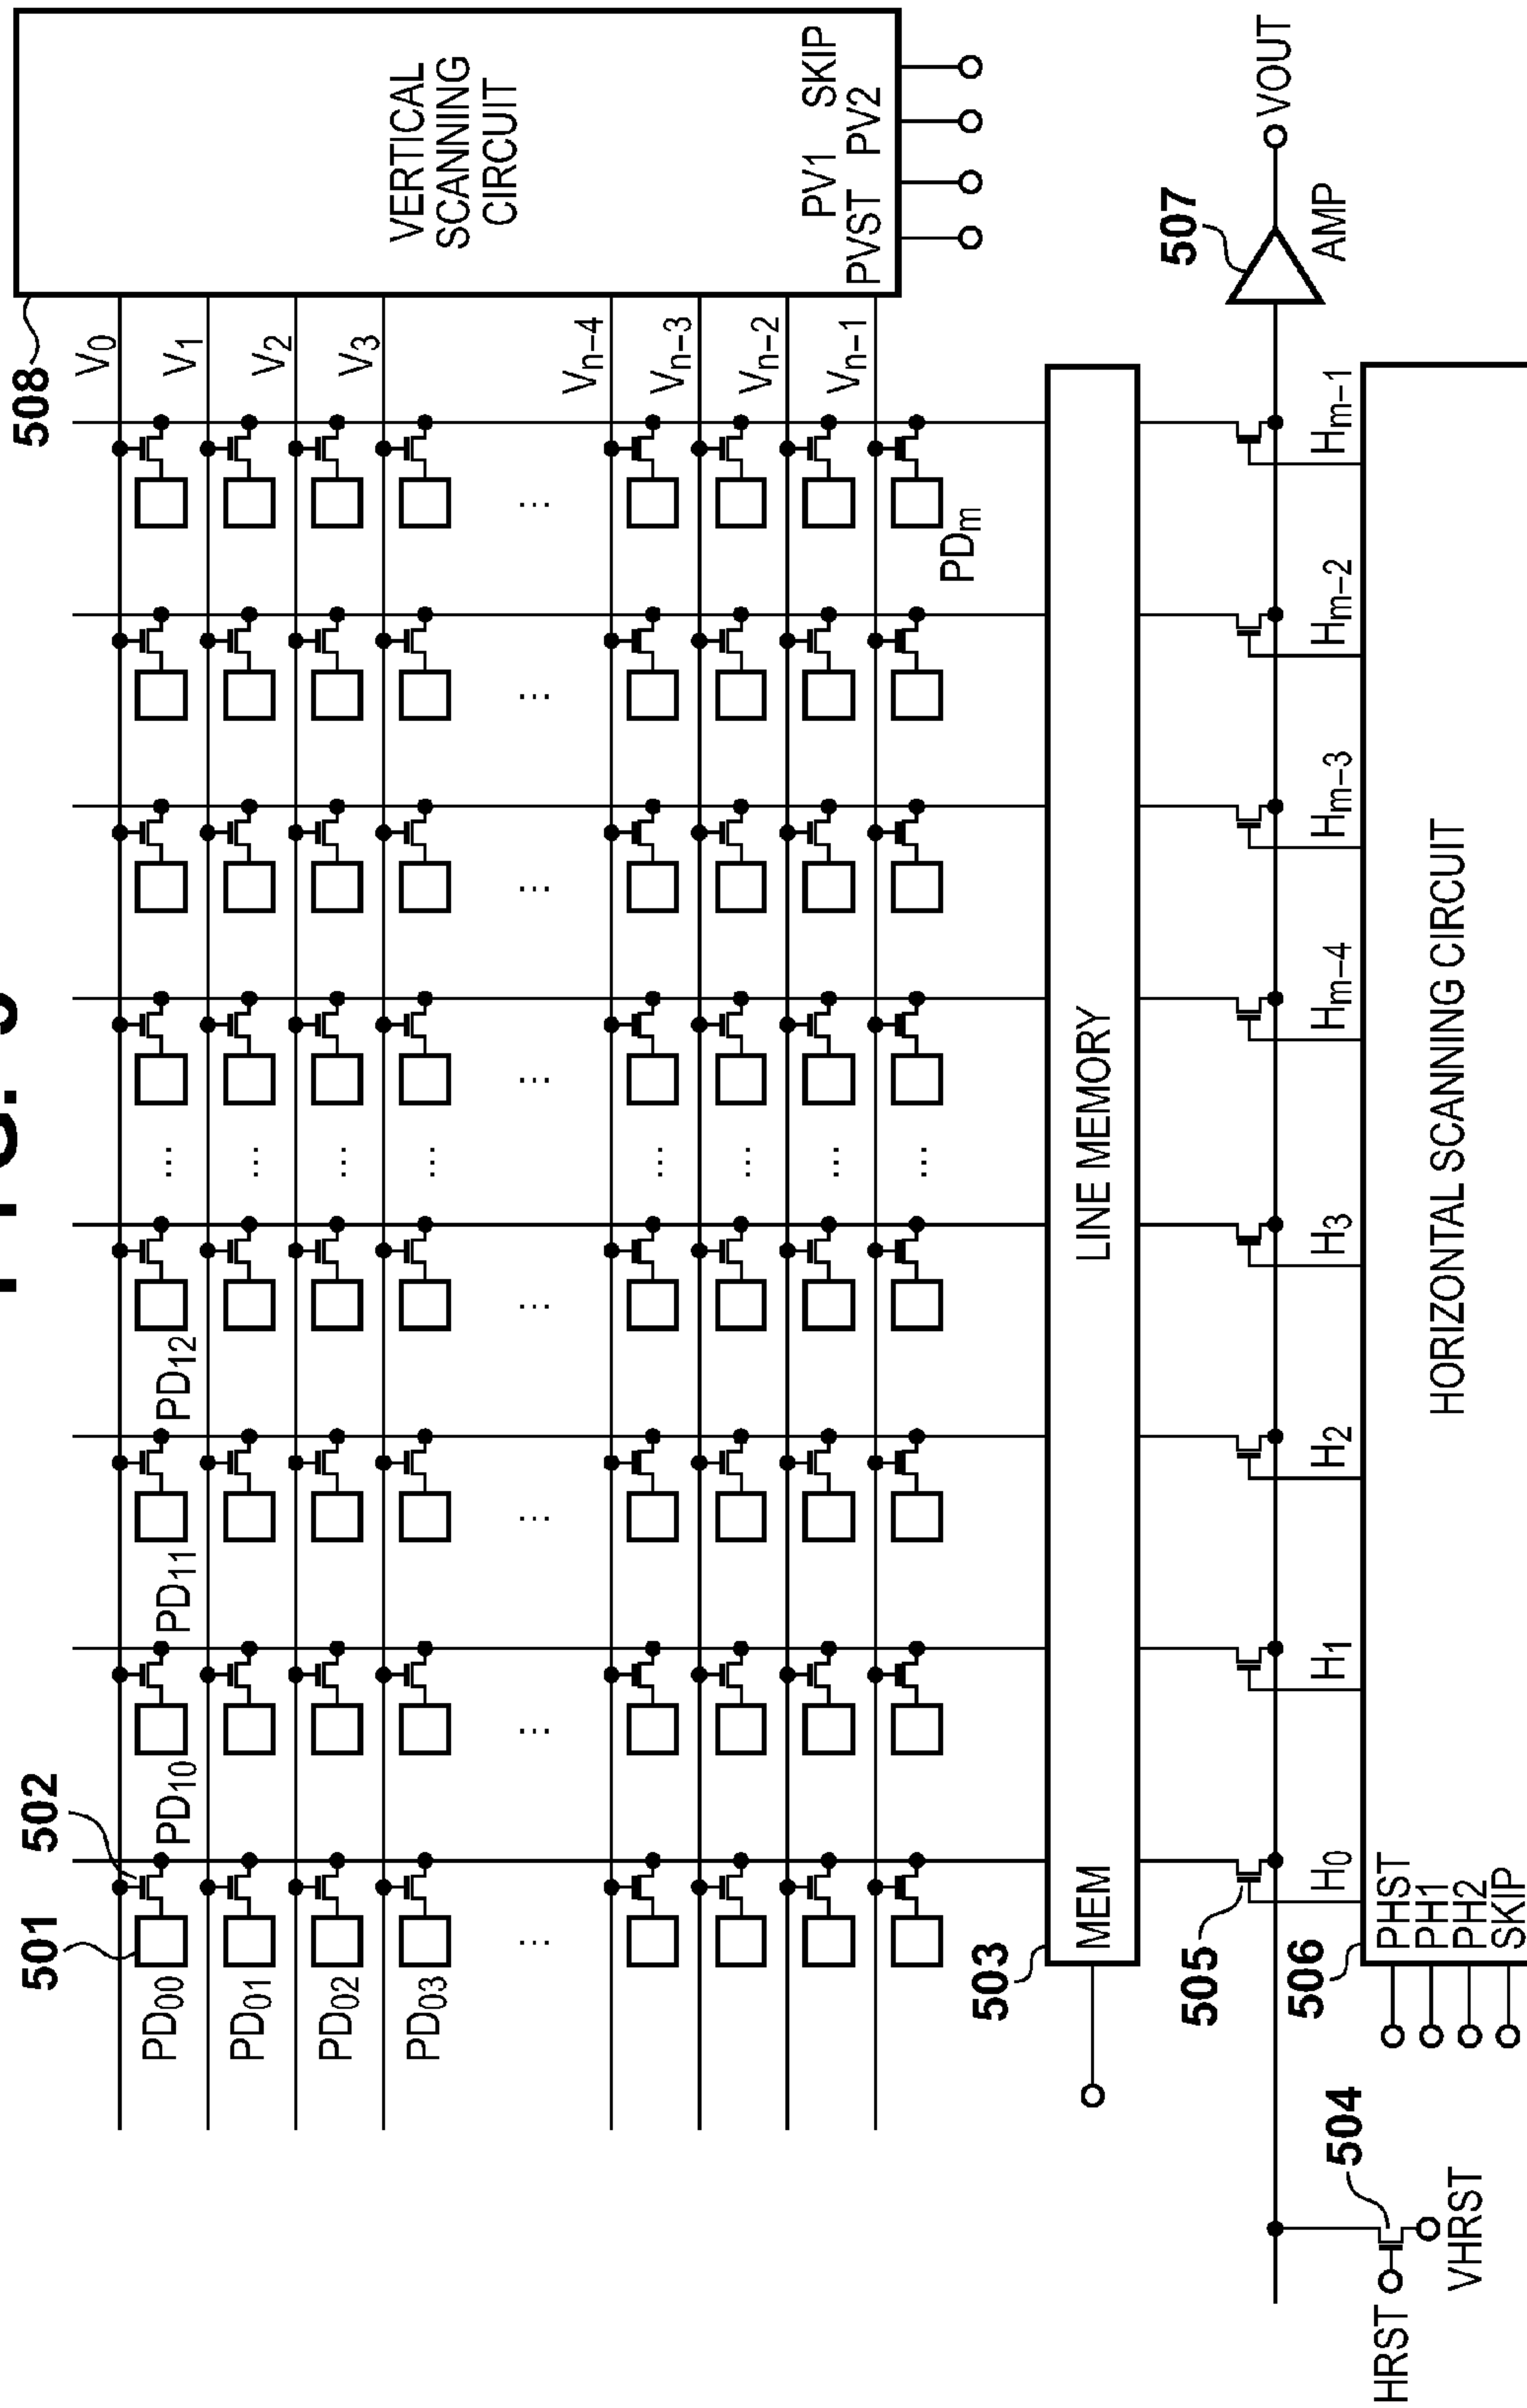 508
V0
V1
V2
V3
Vn-4
Vn-3
Vn-2
Vn-1
VERTICAL
SCANNING
CIRCUIT
PV1 SKIP
PVST PV2
501
502
PD00
PD10
PD11
PD12
PD01
PD02
PD03
...
PDm
503
MEM
LINE MEMORY
507
AMP
VOUT
505
H0
H1
H2
H3
Hm-4
Hm-3
Hm-2
Hm-1
506
PHST
PH1
PH2
SKIP
HORIZONTAL SCANNING CIRCUIT
504
HRST
VHRST